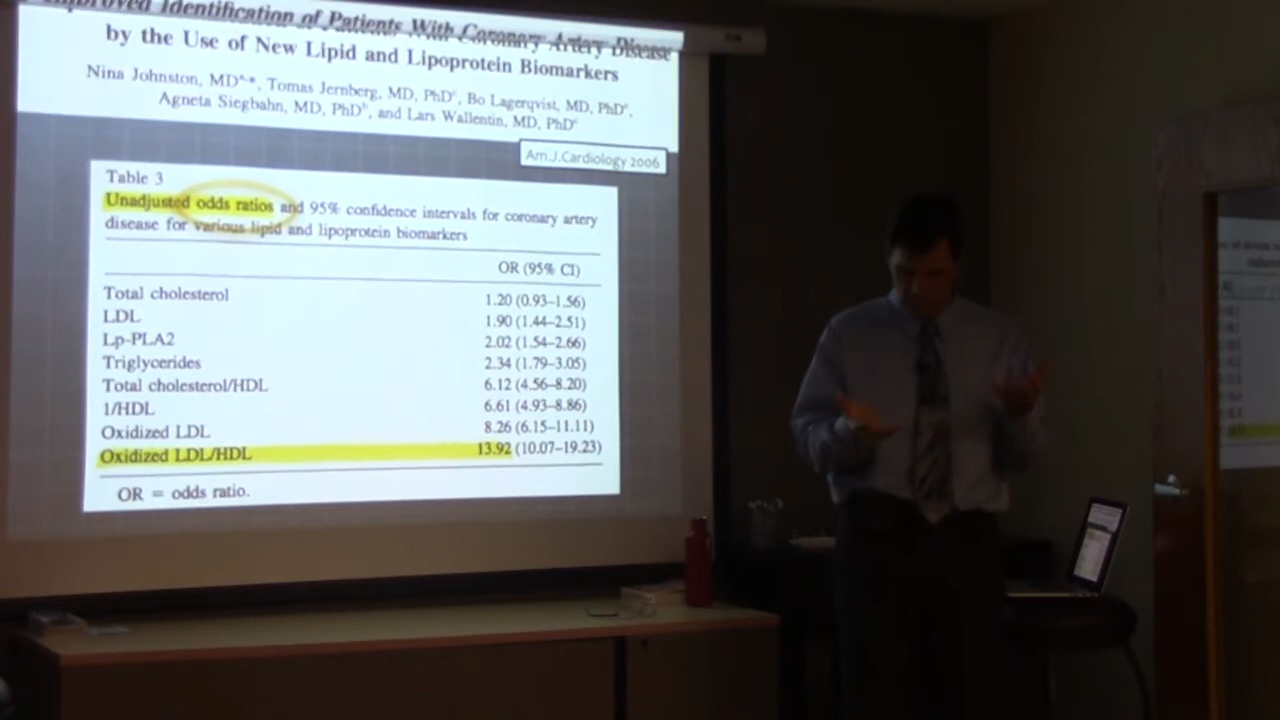 Improved Identification of Patients With Coronary Artery Disease
by the Use of New Lipid and Lipoprotein Biomarkers
Nina Johnston, MDᵃ,*, Tomas Jernberg, MD, PhDᶜ, Bo Lagerqvist, MD, PhDᶜ,
Agneta Siegbahn, MD, PhDᵇ, and Lars Wallentin, MD, PhDᶜ
Am.J.Cardiology 2006
Table 3
Unadjusted odds ratios and 95% confidence intervals for coronary artery
disease for various lipid and lipoprotein biomarkers
OR (95% CI)
Total cholesterol 1.20 (0.93–1.56)
LDL 1.90 (1.44–2.51)
Lp-PLA2 2.02 (1.54–2.66)
Triglycerides 2.34 (1.79–3.05)
Total cholesterol/HDL 6.12 (4.56–8.20)
1/HDL 6.61 (4.93–8.86)
Oxidized LDL 8.26 (6.15–11.11)
Oxidized LDL/HDL 13.92 (10.07–19.23)
OR = odds ratio.